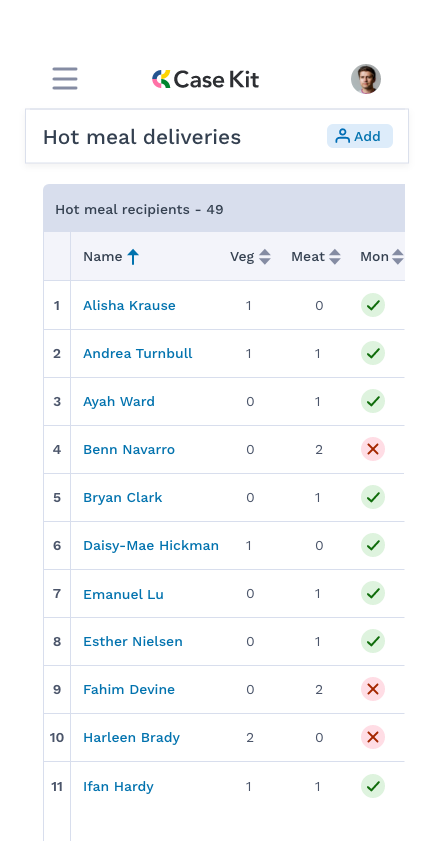 Case Kit
Hot meal deliveries Add
Hot meal recipients - 49
Name Veg Meat Mon
1 Alisha Krause 1 0
2 Andrea Turnbull 1 1
3 Ayah Ward 0 1
4 Benn Navarro 0 2
5 Bryan Clark 0 1
6 Daisy-Mae Hickman 1 0
7 Emanuel Lu 0 1
8 Esther Nielsen 0 1
9 Fahim Devine 0 2
10 Harleen Brady 2 0
11 Ifan Hardy 1 1